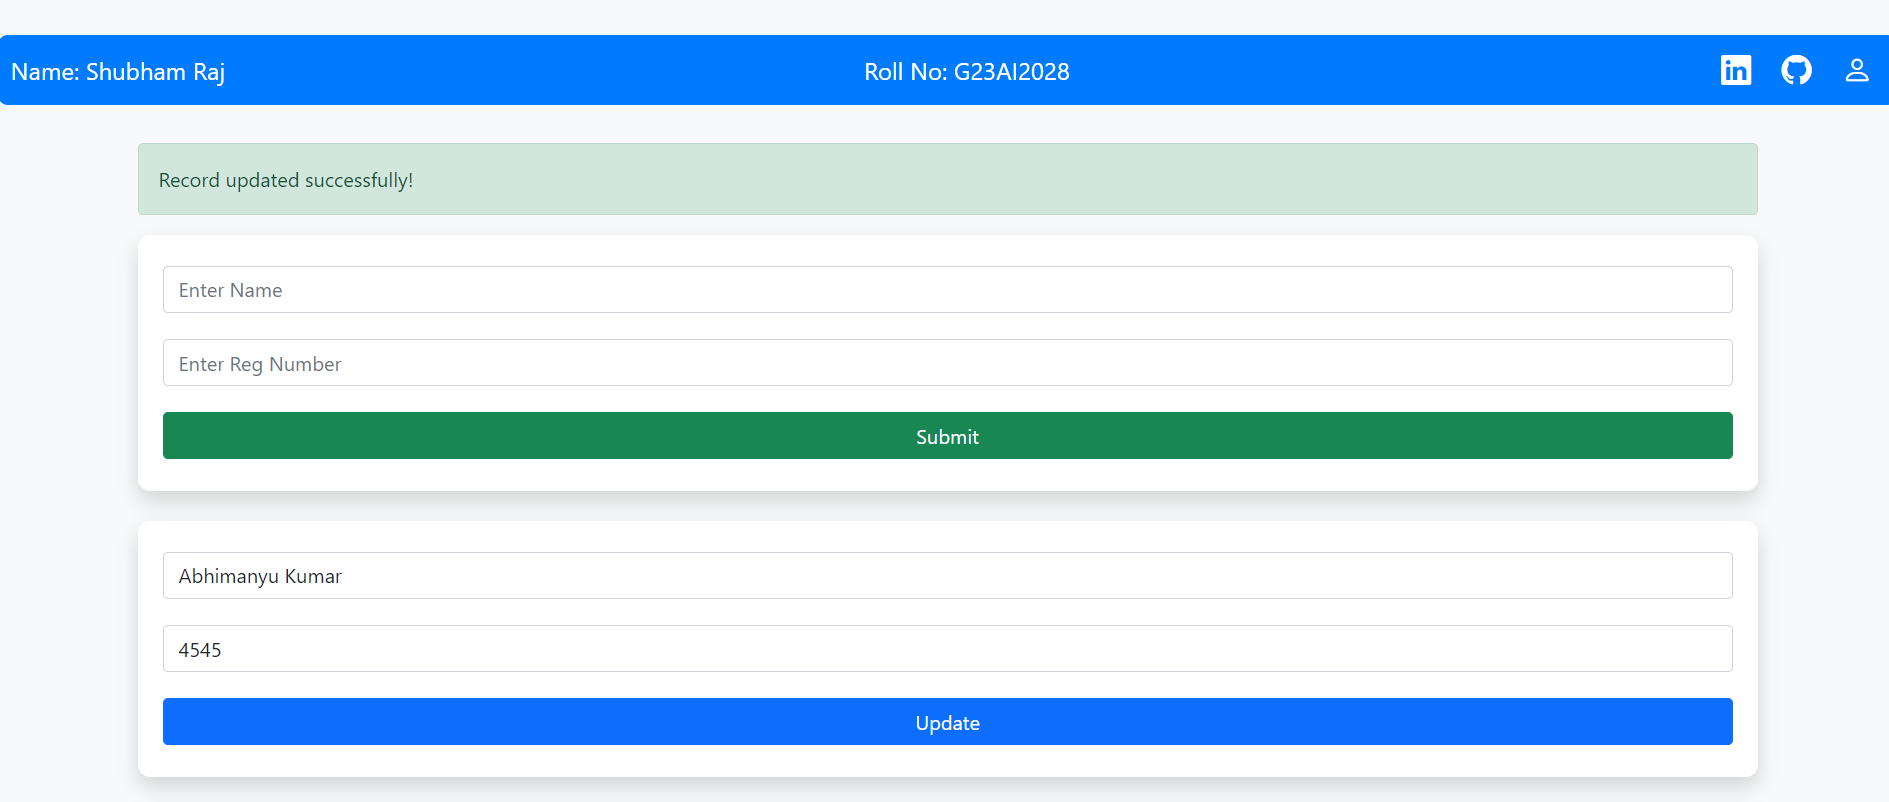 Name: Shubham Raj
Roll No: G23AI2028
in
Record updated successfully!
Enter Name
Enter Reg Number
Submit
Abhimanyu Kumar
4545
Update